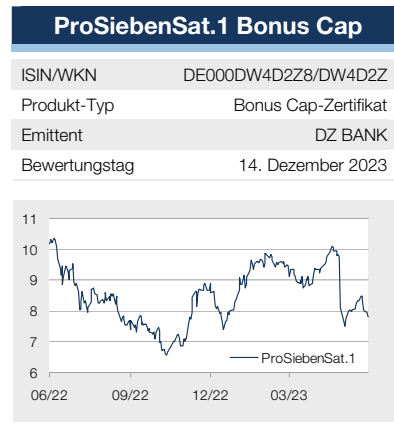 ProSiebenSat.1 Bonus Cap
ISIN/WKN DE000DW4D2Z8/DW4D2Z
Produkt-Typ Bonus Cap-Zertifikat
Emittent DZ BANK
Bewertungstag 14. Dezember 2023
11
10
9
8
7
6
ProSiebenSat.1
06/22 09/22 12/22 03/23